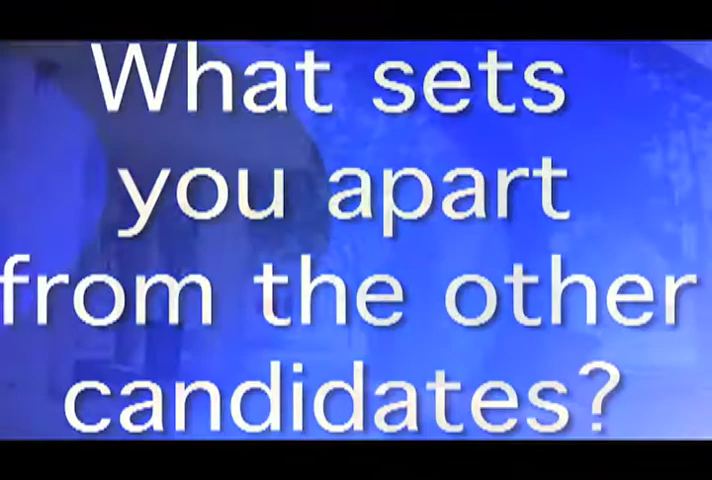 What sets
you apart
from the other
candidates?